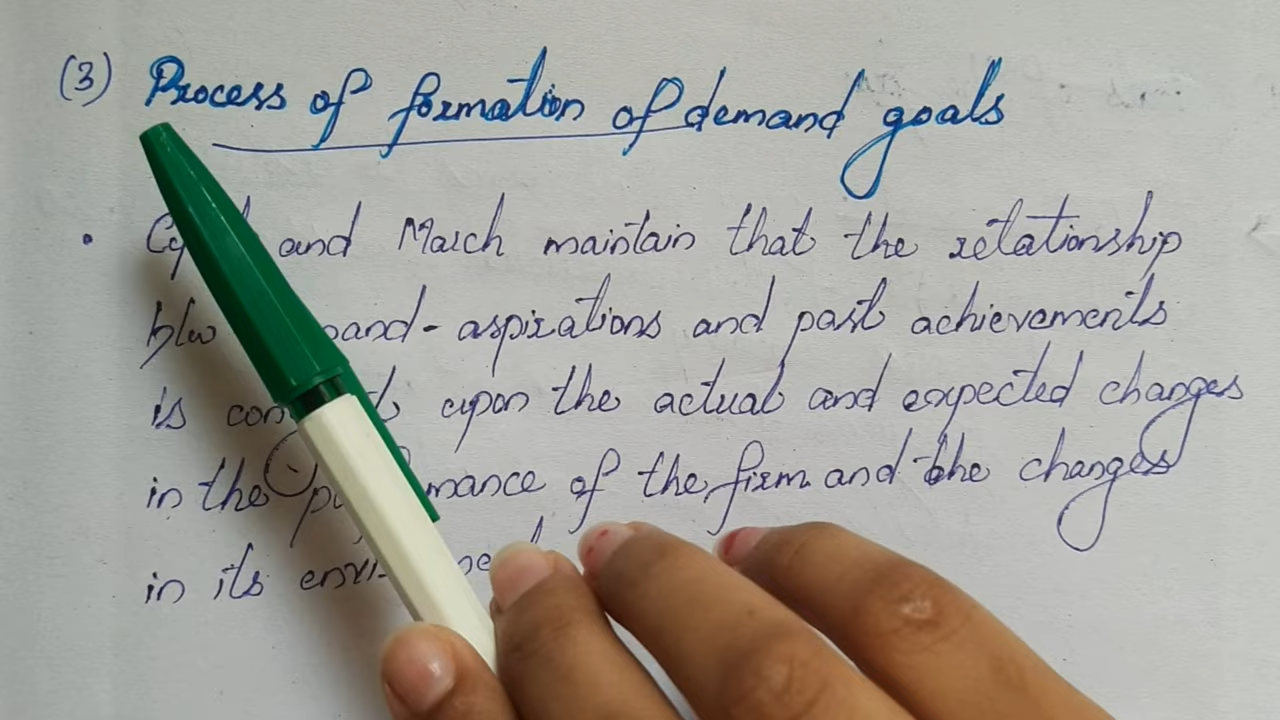 (3) Process of formation of demand goals
• and March maintain that the relationship
b/w -aspirations and past achievements
is upon the actual and expected changes
in the of the firm and the changes
in its